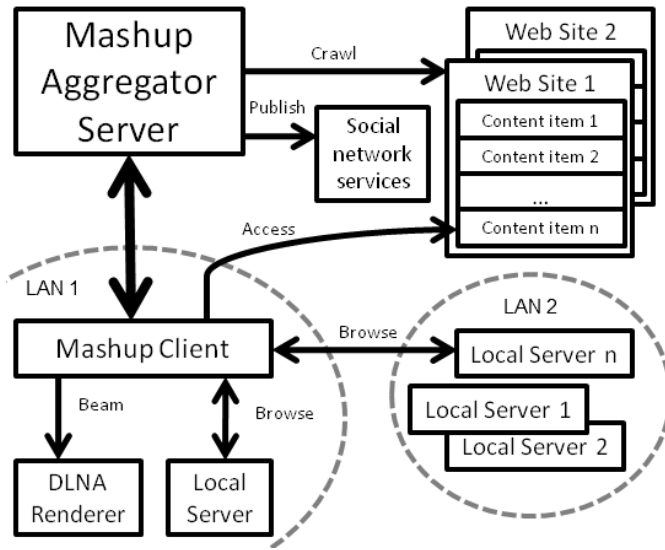 Mashup
Aggregator
Server
Crawl
Publish
Social
network
services
Web Site 2
Web Site 1
Content item 1
Content item 2
...
Content item n
Access
LAN 1
Mashup Client
Browse
LAN 2
Local Server n
Local Server 1
Local Server 2
Beam
Browse
DLNA
Renderer
Local
Server